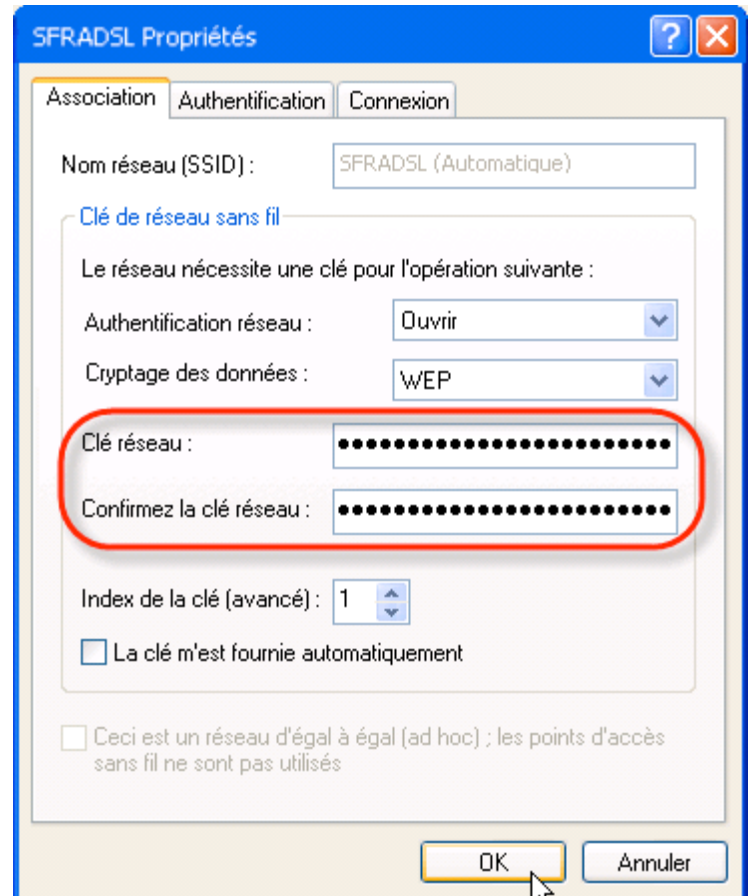 SFRADSL Propriétés
Association Authentification Connexion
Nom réseau (SSID) : SFRADSL (Automatique)
Clé de réseau sans fil
Le réseau nécessite une clé pour l'opération suivante :
Authentification réseau : Ouvrir
Cryptage des données : WEP
Clé réseau : ••••••••••••••••••••••••
Confirmez la clé réseau : ••••••••••••••••••••••••
Index de la clé (avancé) : 1
La clé m'est fournie automatiquement
Ceci est un réseau d'égal à égal (ad hoc) ; les points d'accès
sans fil ne sont pas utilisés
OK Annuler